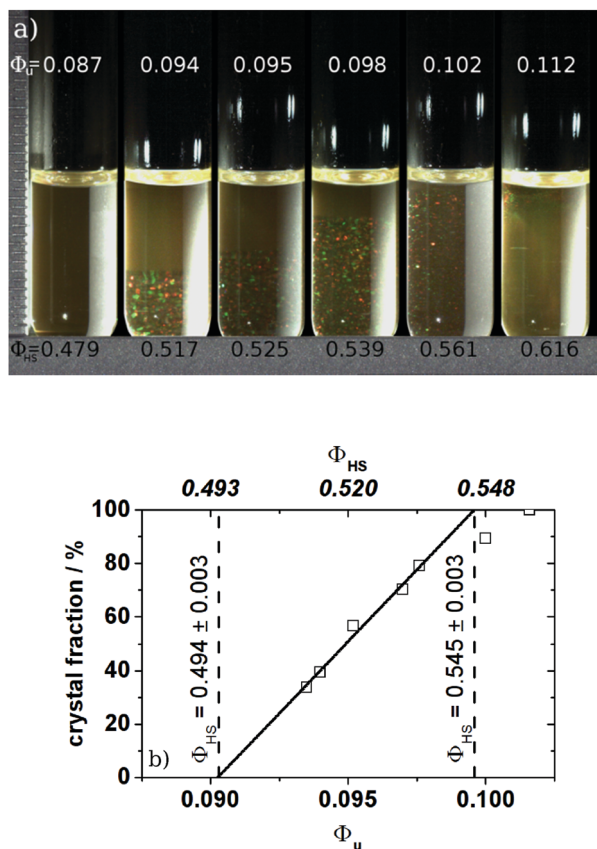 a)
Φu=0.087 0.094 0.095 0.098 0.102 0.112
ΦHS=0.479 0.517 0.525 0.539 0.561 0.616
ΦHS
0.493 0.520 0.548
100
80
60
40
20
0
crystal fraction / %
ΦHS = 0.494 ± 0.003
ΦHS = 0.545 ± 0.003
b)
0.090 0.095 0.100
Φu